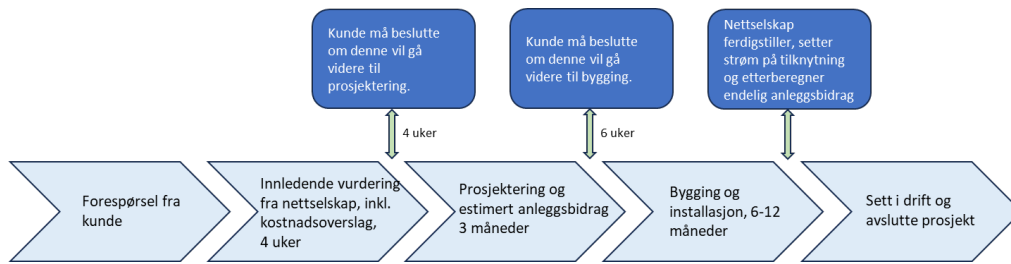 Kunde må beslutte
om denne vil gå
videre til
prosjektering.
Kunde må beslutte
om denne vil gå
videre til bygging.
Nettselskap
ferdigstiller, setter
strøm på tilknytning
og etterberegner
endelig anleggsbidrag
4 uker
6 uker
Forespørsel fra
kunde
Innledende vurdering
fra nettselskap, inkl.
kostnadsoverslag,
4 uker
Prosjektering og
estimert anleggsbidrag
3 måneder
Bygging og
installasjon, 6-12
måneder
Sett i drift og
avslutte prosjekt